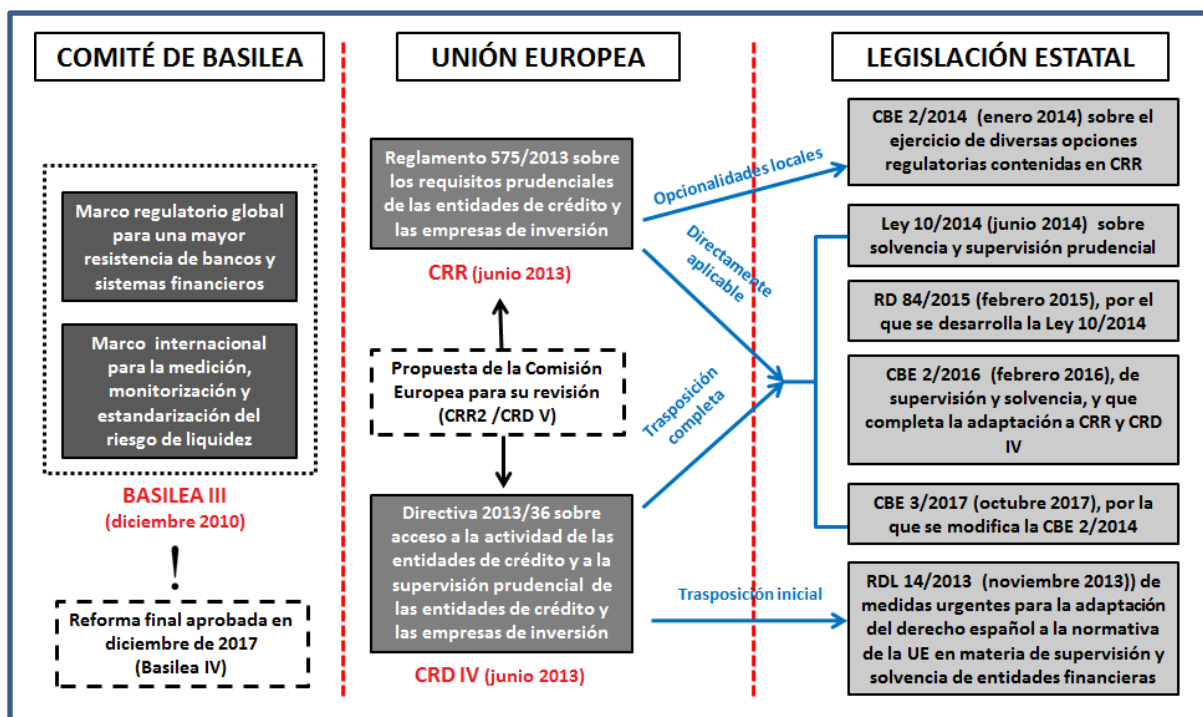 COMITÉ DE BASILEA
Marco regulatorio global
para una mayor
resistencia de bancos y
sistemas financieros
Marco internacional
para la medición,
monitorización y
estandarización del
riesgo de liquidez
BASILEA III
(diciembre 2010)
!
Reforma final aprobada en
diciembre de 2017
(Basilea IV)
UNIÓN EUROPEA
Reglamento 575/2013 sobre
los requisitos prudenciales
de las entidades de crédito y
las empresas de inversión
CRR (junio 2013)
Propuesta de la Comisión
Europea para su revisión
(CRR2 /CRD V)
Directiva 2013/36 sobre
acceso a la actividad de las
entidades de crédito y a la
supervisión prudencial de
las entidades de crédito y
las empresas de inversión
CRD IV (junio 2013)
Opcionalidades locales
Directamente
aplicable
Trasposición
completa
Trasposición inicial
LEGISLACIÓN ESTATAL
CBE 2/2014 (enero 2014) sobre el
ejercicio de diversas opciones
regulatorias contenidas en CRR
Ley 10/2014 (junio 2014) sobre
solvencia y supervisión prudencial
RD 84/2015 (febrero 2015), por el
que se desarrolla la Ley 10/2014
CBE 2/2016 (febrero 2016), de
supervisión y solvencia, y que
completa la adaptación a CRR y CRD
IV
CBE 3/2017 (octubre 2017), por la
que se modifica la CBE 2/2014
RDL 14/2013 (noviembre 2013)) de
medidas urgentes para la adaptación
del derecho español a la normativa
de la UE en materia de supervisión y
solvencia de entidades financieras